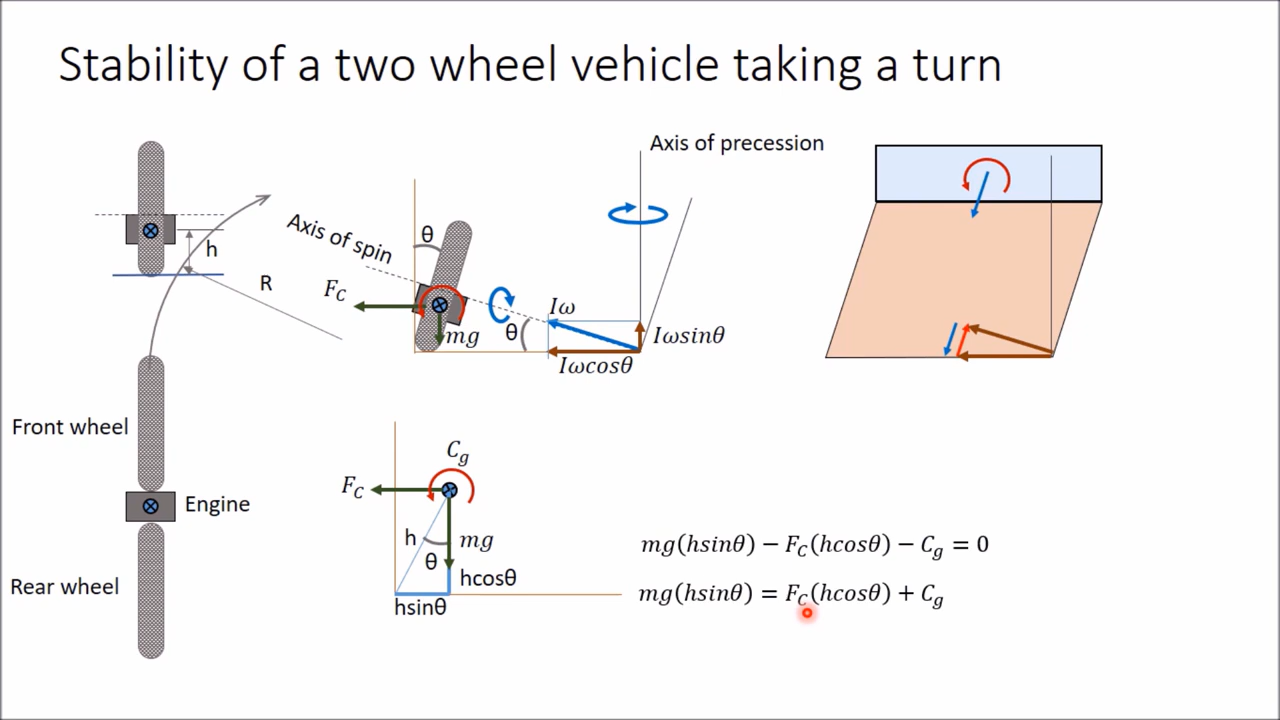 Stability of a two wheel vehicle taking a turn
Axis of precession
h
R
Axis of spin
θ
F_C
mg
θ
Iω
Iωsinθ
Iωcosθ
Front wheel
Engine
Rear wheel
C_g
F_C
h
θ
mg
hcosθ
hsinθ
mg(hsinθ) − F_C(hcosθ) − C_g = 0
mg(hsinθ) = F_C(hcosθ) + C_g